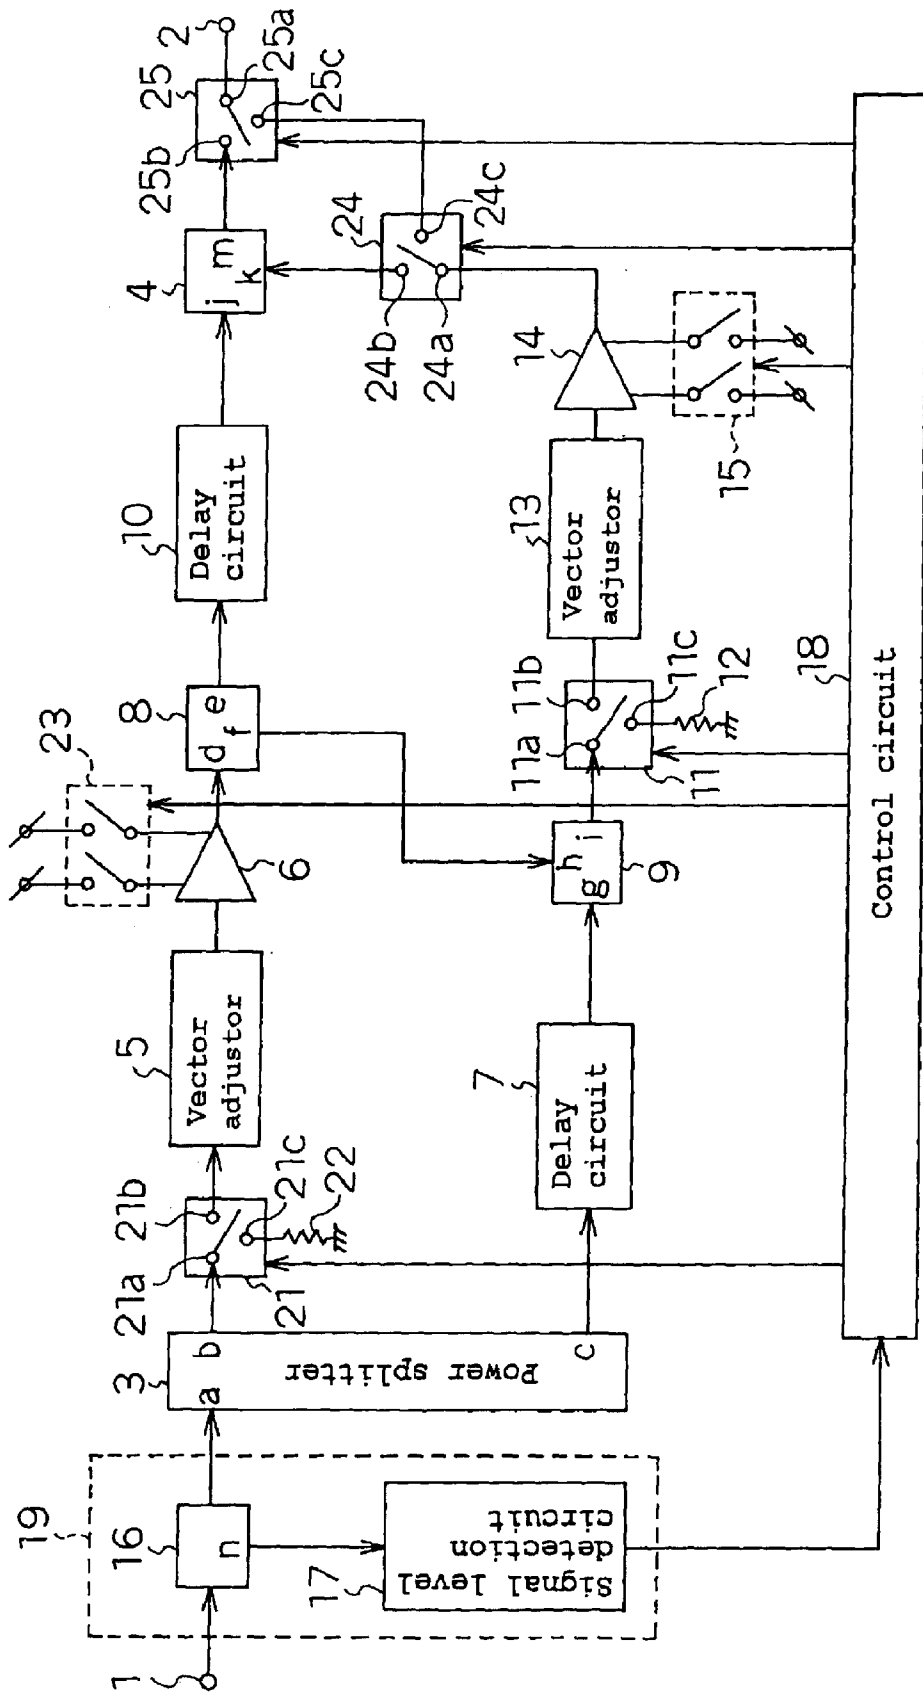 1
19
16
n
17
Signal level
detection
circuit
3
a
b
c
Power splitter
21a
21b
21c
21
22
5
Vector
adjustor
6
23
8
d
e
f
10
Delay
circuit
4
j
m
k
25b
25
25a
25c
2
24
24b
24a
24c
7
Delay
circuit
9
g
h
i
11a
11b
11c
11
12
13
Vector
adjustor
14
15
18
Control circuit